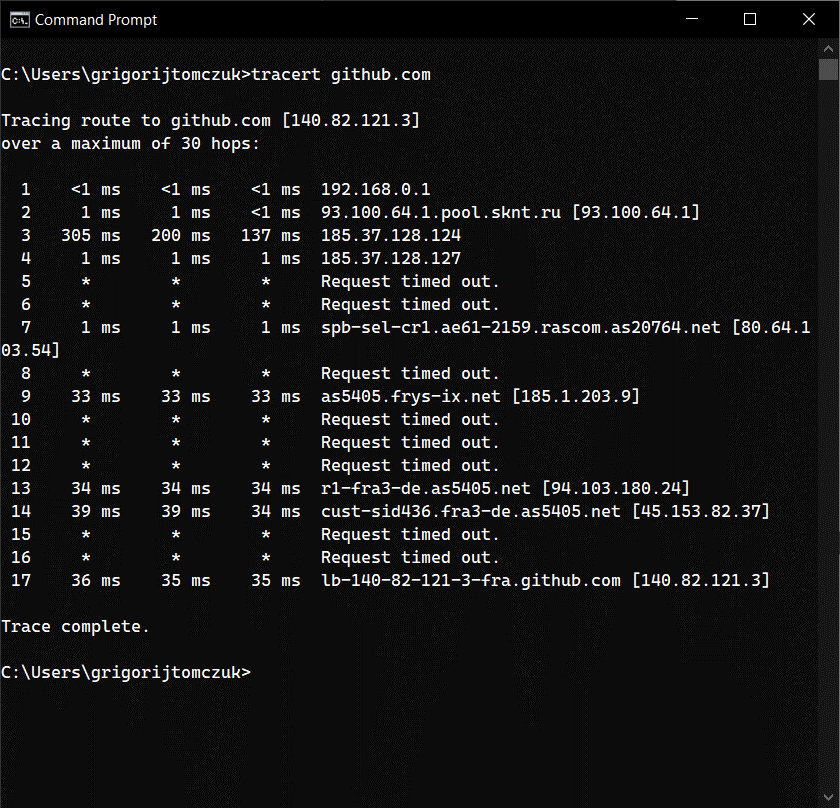 Command Prompt
C:\Users\grigorijtomczuk>tracert github.com
Tracing route to github.com [140.82.121.3]
over a maximum of 30 hops:
1 <1 ms <1 ms <1 ms 192.168.0.1
2 1 ms 1 ms <1 ms 93.100.64.1.pool.sknt.ru [93.100.64.1]
3 305 ms 200 ms 137 ms 185.37.128.124
4 1 ms 1 ms 1 ms 185.37.128.127
5 * * * Request timed out.
6 * * * Request timed out.
7 1 ms 1 ms 1 ms spb-sel-cr1.ae61-2159.rascom.as20764.net [80.64.1
03.54]
8 * * * Request timed out.
9 33 ms 33 ms 33 ms as5405.frys-ix.net [185.1.203.9]
10 * * * Request timed out.
11 * * * Request timed out.
12 * * * Request timed out.
13 34 ms 34 ms 34 ms r1-fra3-de.as5405.net [94.103.180.24]
14 39 ms 39 ms 34 ms cust-sid436.fra3-de.as5405.net [45.153.82.37]
15 * * * Request timed out.
16 * * * Request timed out.
17 36 ms 35 ms 35 ms lb-140-82-121-3-fra.github.com [140.82.121.3]
Trace complete.
C:\Users\grigorijtomczuk>